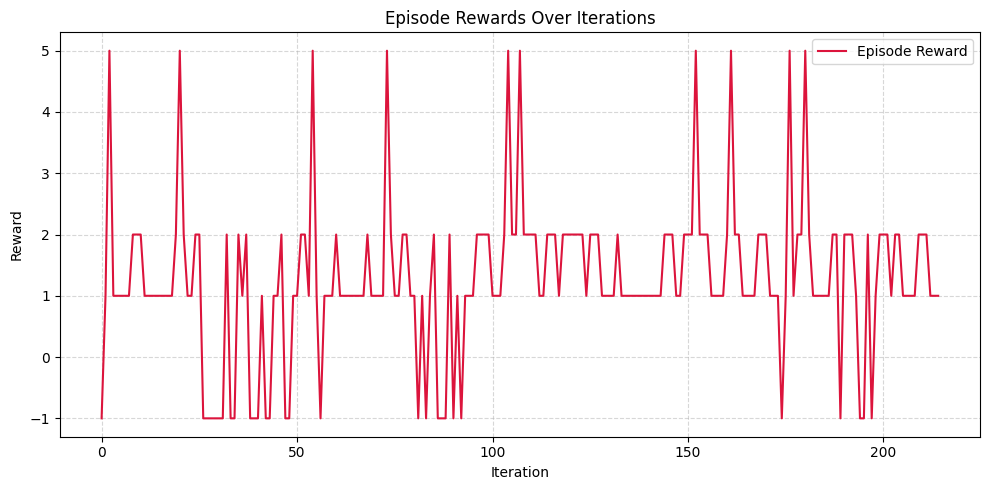 Episode Rewards Over Iterations
Episode Reward
5
4
3
2
1
0
−1
Reward
0 50 100 150 200
Iteration